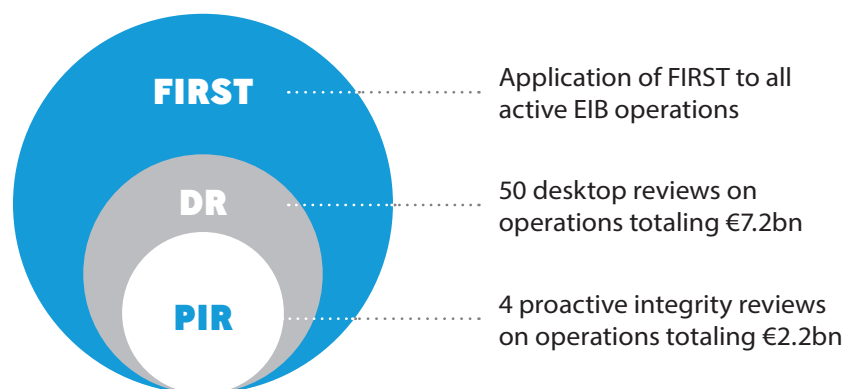 FIRST
Application of FIRST to all
active EIB operations
DR
50 desktop reviews on
operations totaling €7.2bn
PIR
4 proactive integrity reviews
on operations totaling €2.2bn